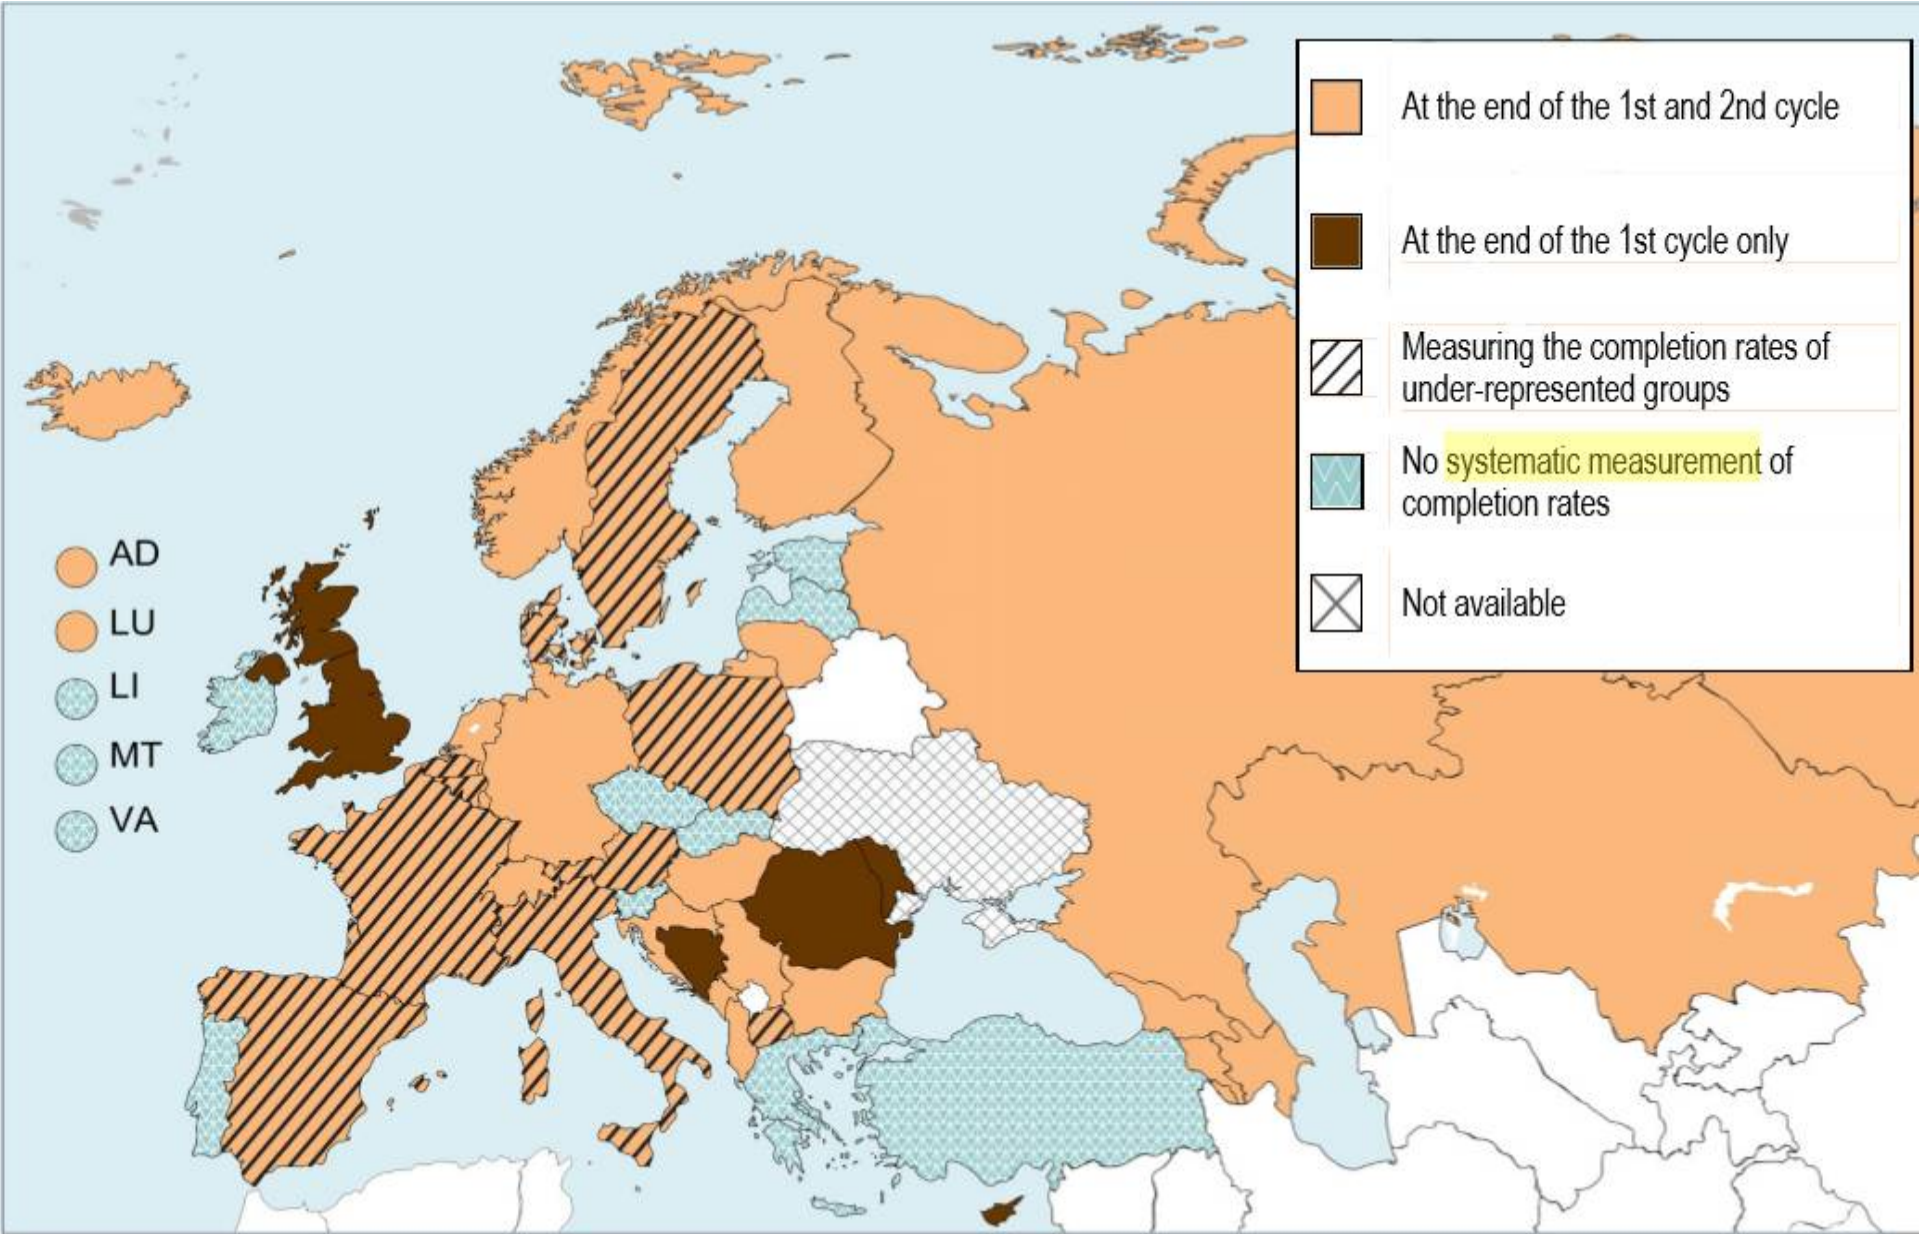 At the end of the 1st and 2nd cycle
At the end of the 1st cycle only
Measuring the completion rates of
under-represented groups
No systematic measurement of
completion rates
Not available
AD
LU
LI
MT
VA